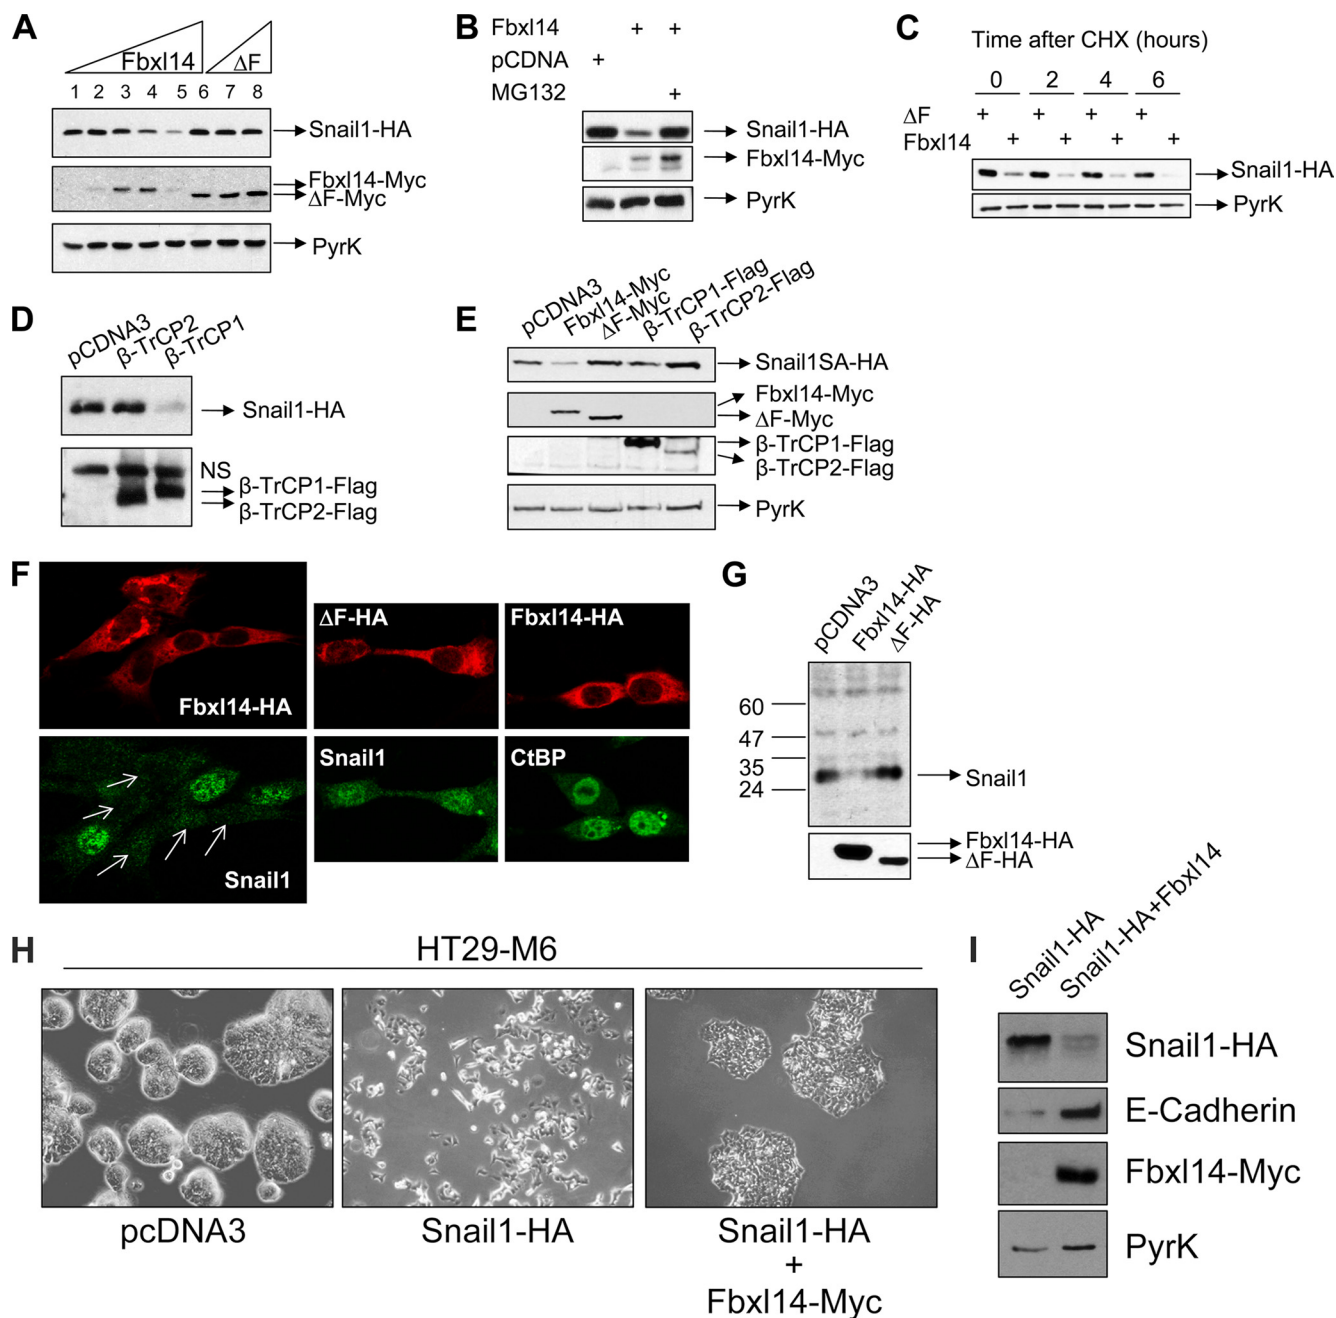 A
Fbxl14 ΔF
1 2 3 4 5 6 7 8
Snail1-HA
Fbxl14-Myc
ΔF-Myc
PyrK
B
Fbxl14 + +
pCDNA +
MG132 +
Snail1-HA
Fbxl14-Myc
PyrK
C
Time after CHX (hours)
0 2 4 6
ΔF + + + +
Fbxl14 + + + +
Snail1-HA
PyrK
D
pCDNA3
β-TrCP2
β-TrCP1
Snail1-HA
NS
β-TrCP1-Flag
β-TrCP2-Flag
E
pCDNA3
Fbxl14-Myc
ΔF-Myc
β-TrCP1-Flag
β-TrCP2-Flag
Snail1SA-HA
Fbxl14-Myc
ΔF-Myc
β-TrCP1-Flag
β-TrCP2-Flag
PyrK
F
Fbxl14-HA
ΔF-HA
Fbxl14-HA
Snail1
Snail1
CtBP
G
pCDNA3
Fbxl14-HA
ΔF-HA
60
47
35
24
Snail1
Fbxl14-HA
ΔF-HA
H
HT29-M6
pcDNA3
Snail1-HA
Snail1-HA
+
Fbxl14-Myc
I
Snail1-HA
Snail1-HA+Fbxl14
Snail1-HA
E-Cadherin
Fbxl14-Myc
PyrK